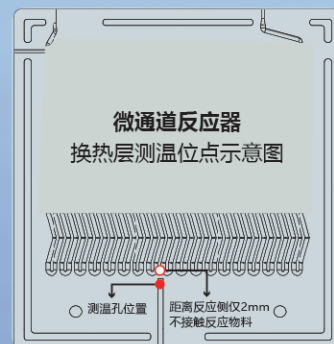 微通道反应器
换热层测温位点示意图
测温孔位置
距离反应侧仅2mm
不接触反应物料